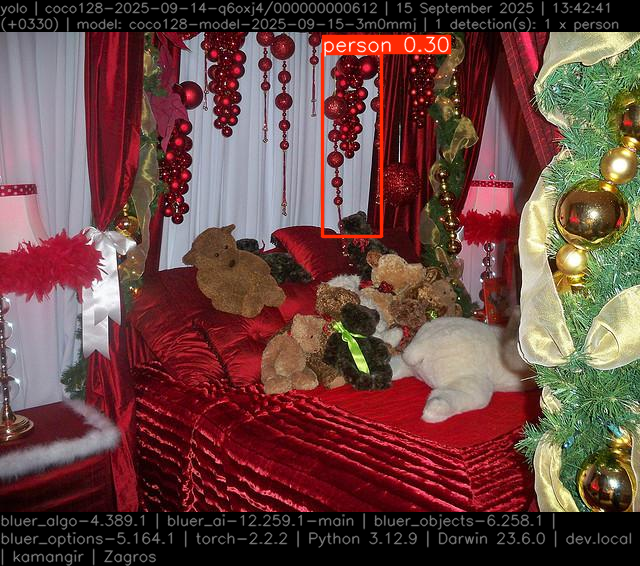 yolo | coco128-2025-09-14-q6oxj4/000000000612 | 15 September 2025 | 13:42:41
(+0330) | model: coco128-model-2025-09-15-3m0mmj | 1 detection(s): 1 x person
person 0.30
bluer_algo-4.389.1 | bluer_ai-12.259.1-main | bluer_objects-6.258.1 |
bluer_options-5.164.1 | torch-2.2.2 | Python 3.12.9 | Darwin 23.6.0 | dev.local
| kamangir | Zagros